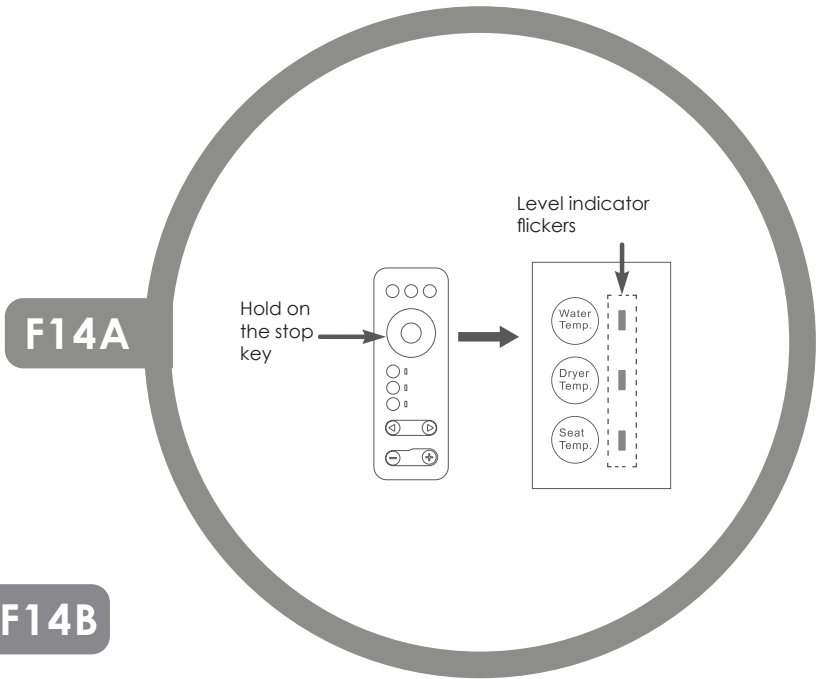 Level indicator
flickers
Hold on
the stop
key
Water
Temp.
Dryer
Temp.
Seat
Temp.
F14A
F14B